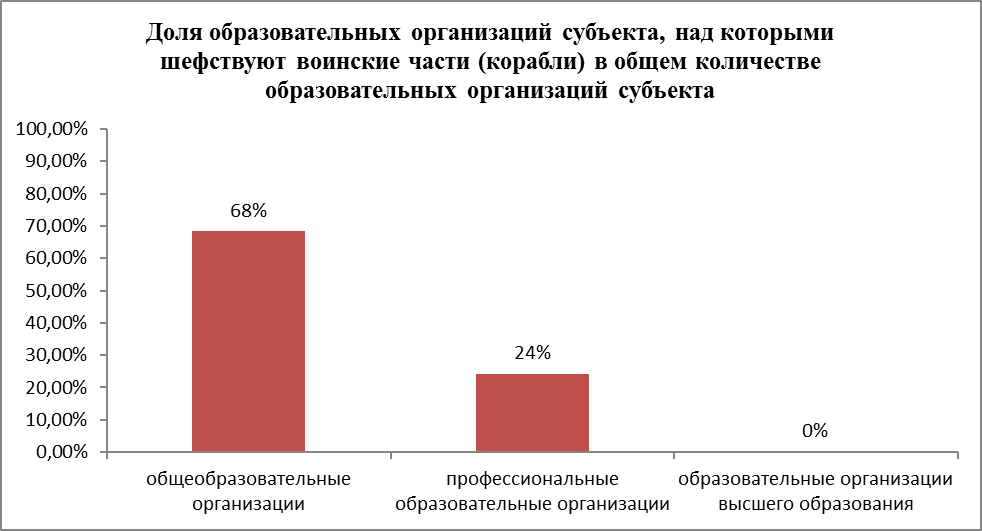 Доля образовательных организаций субъекта, над которыми
шефствуют воинские части (корабли) в общем количестве
образовательных организаций субъекта
100,00%
90,00%
80,00%
70,00%
60,00%
50,00%
40,00%
30,00%
20,00%
10,00%
0,00%
68%
24%
0%
общеобразовательные
организации
профессиональные
образовательные организации
образовательные организации
высшего образования